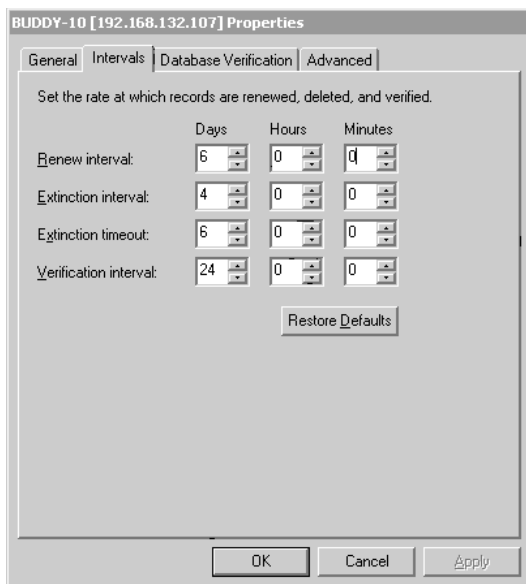 BUDDY-10 [192.168.132.107] Properties
General Intervals Database Verification Advanced
Set the rate at which records are renewed, deleted, and verified.
Days Hours Minutes
Renew interval: 6 0 0
Extinction interval: 4 0 0
Extinction timeout: 6 0 0
Verification interval: 24 0 0
Restore Defaults
OK Cancel Apply